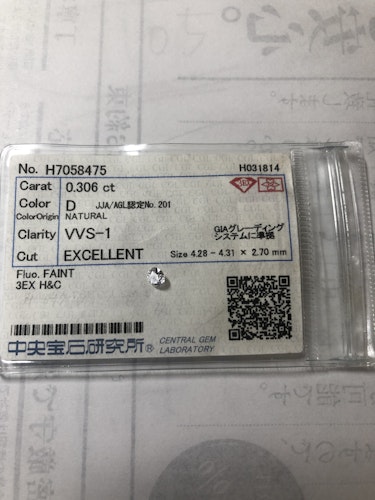 No. H7058475 H031814
Carat 0.306 ct
Color D JJA/AGL認定No. 201
ColorOrigin NATURAL
Clarity VVS-1 GIAグレーディング
システムに準拠
Cut EXCELLENT Size 4.28 - 4.31 × 2.70 mm
Fluo. FAINT
3EX H&C
中央宝石研究所® CENTRAL GEM
LABORATORY